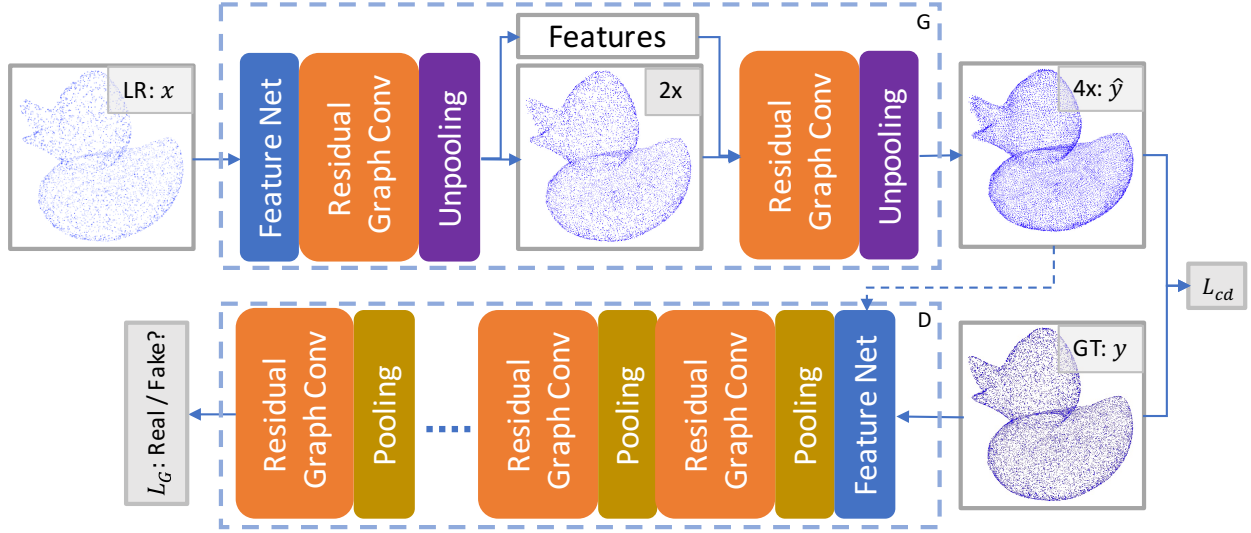 G
Features
LR: x
Feature Net
Residual
Graph Conv
Unpooling
2x
Residual
Graph Conv
Unpooling
4x: ŷ
L_cd
D
L_G: Real / Fake?
Residual
Graph Conv
Pooling
Residual
Graph Conv
Pooling
Residual
Graph Conv
Pooling
Feature Net
GT: y